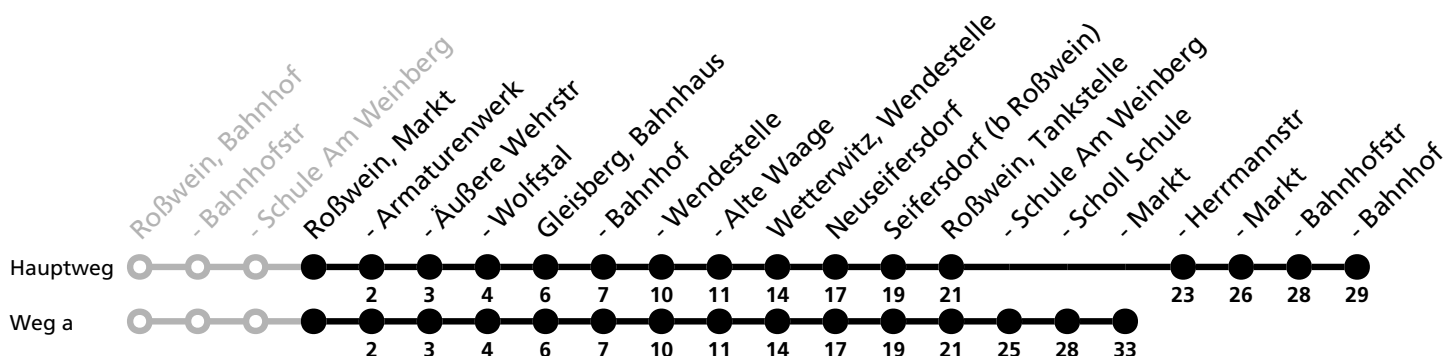 Roßwein, Bahnhof
- Bahnhofstr
- Schule Am Weinberg
Roßwein, Markt
- Armaturenwerk
- Äußere Wehrstr
- Wolfstal
Gleisberg, Bahnhaus
- Bahnhof
- Wendestelle
- Alte Waage
Wetterwitz, Wendestelle
Neuseifersdorf
Seifersdorf (b Roßwein)
Roßwein, Tankstelle
- Schule Am Weinberg
- Scholl Schule
- Markt
- Herrmannstr
- Markt
- Bahnhofstr
- Bahnhof
Hauptweg
2 3 4 6 7 10 11 14 17 19 21 23 26 28 29
Weg a
2 3 4 6 7 10 11 14 17 19 21 25 28 33